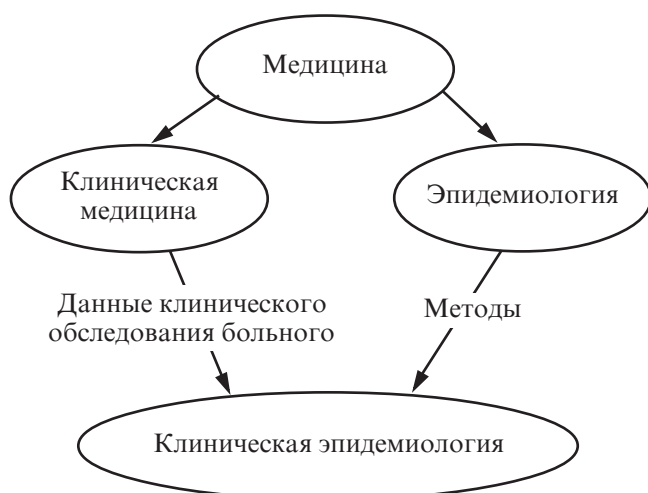 Медицина
Клиническая
медицина
Эпидемиология
Данные клинического
обследования больного
Методы
Клиническая эпидемиология